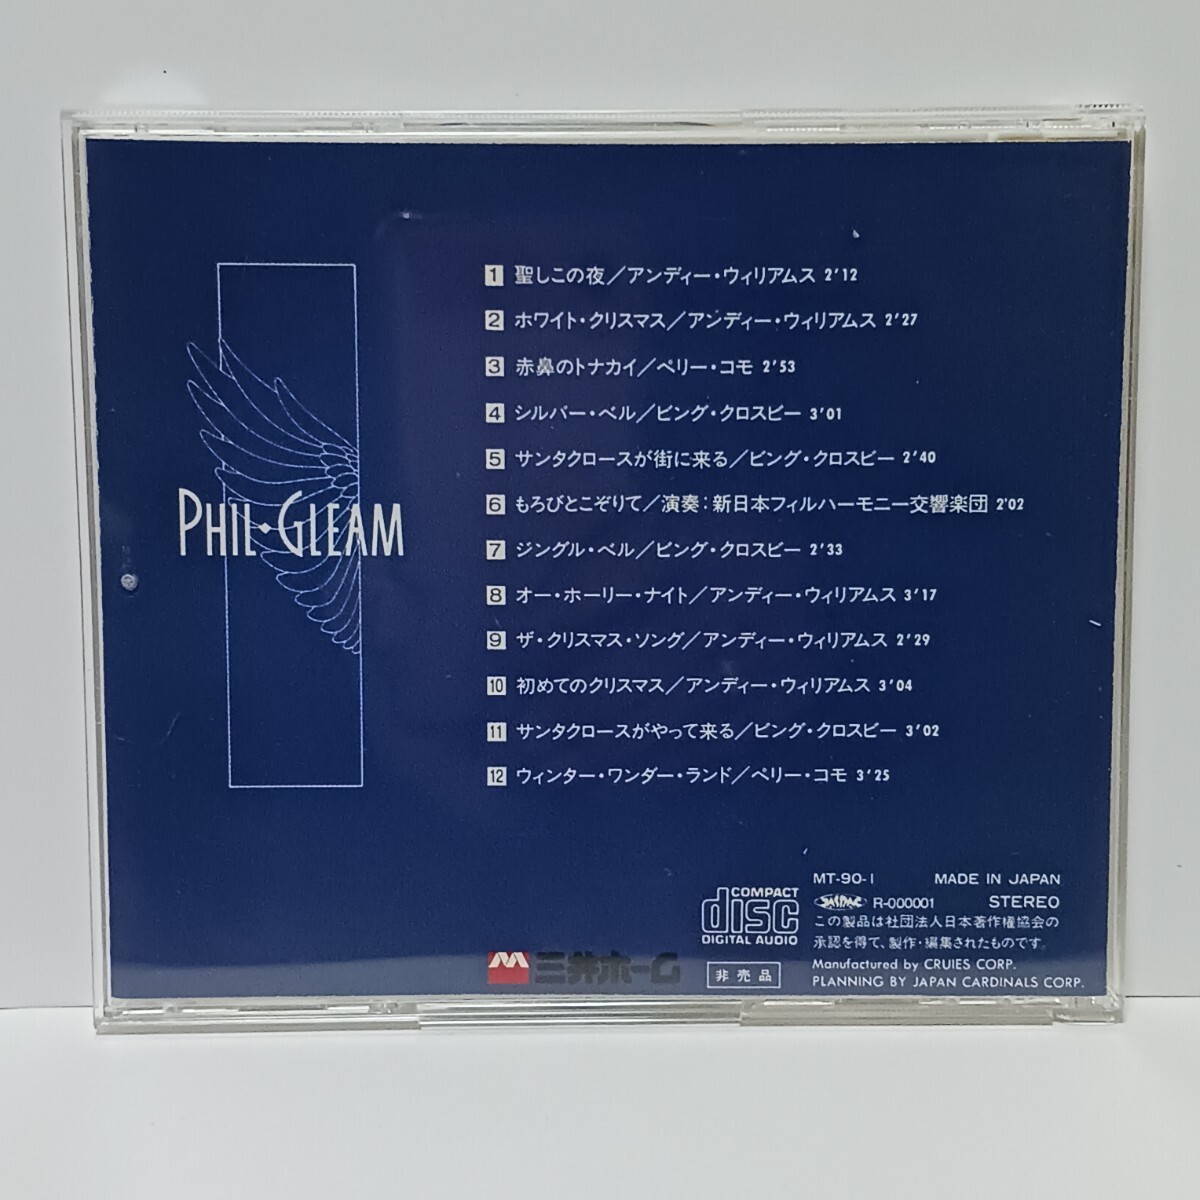 PHIL・GLEAM
1 聖しこの夜／アンディー・ウィリアムス 2'12
2 ホワイト・クリスマス／アンディー・ウィリアムス 2'27
3 赤鼻のトナカイ／ペリー・コモ 2'53
4 シルバー・ベル／ビング・クロスビー 3'01
5 サンタクロースが街に来る／ビング・クロスビー 2'40
6 もろびとこぞりて／演奏：新日本フィルハーモニー交響楽団 2'02
7 ジングル・ベル／ビング・クロスビー 2'33
8 オー・ホーリー・ナイト／アンディー・ウィリアムス 3'17
9 ザ・クリスマス・ソング／アンディー・ウィリアムス 2'29
10 初めてのクリスマス／アンディー・ウィリアムス 3'04
11 サンタクロースがやって来る／ビング・クロスビー 3'02
12 ウィンター・ワンダー・ランド／ペリー・コモ 3'25
三井ホーム
COMPACT
disc
DIGITAL AUDIO
非売品
MT-90-1 MADE IN JAPAN
JASRAC R-000001 STEREO
この製品は社団法人日本著作権協会の
承認を得て、製作・編集されたものです。
Manufactured by CRUIES CORP.
PLANNING BY JAPAN CARDINALS CORP.